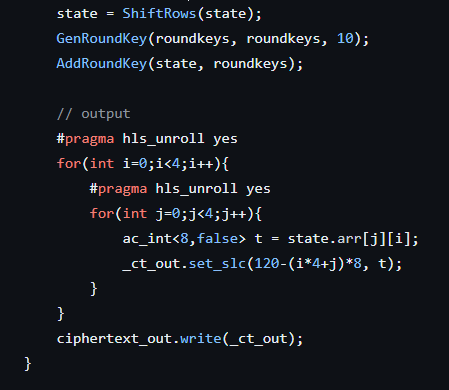 state = ShiftRows(state);
GenRoundKey(roundkeys, roundkeys, 10);
AddRoundKey(state, roundkeys);
// output
#pragma hls_unroll yes
for(int i=0;i<4;i++){
#pragma hls_unroll yes
for(int j=0;j<4;j++){
ac_int<8,false> t = state.arr[j][i];
_ct_out.set_slc(120-(i*4+j)*8, t);
}
}
ciphertext_out.write(_ct_out);
}